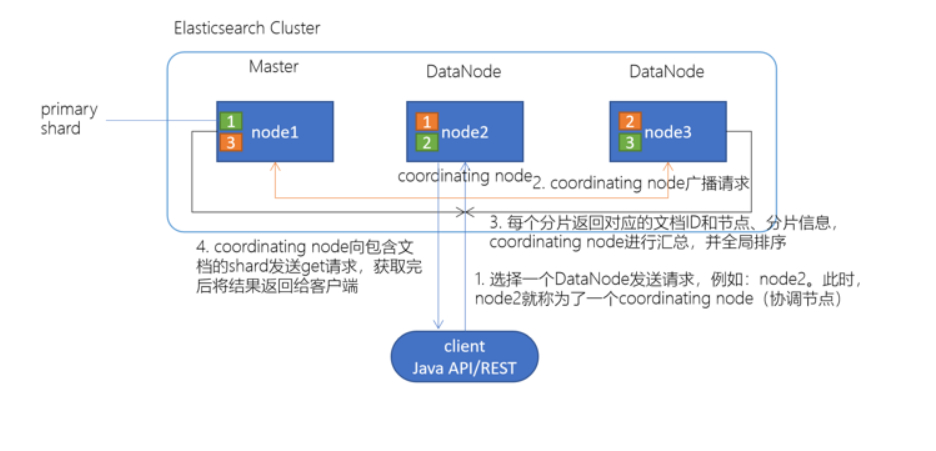 Elasticsearch Cluster
Master
DataNode
DataNode
primary
shard
1
3
node1
1
2
node2
2
3
node3
coordinating node
2. coordinating node广播请求
3. 每个分片返回对应的文档ID和节点、分片信息，
coordinating node进行汇总，并全局排序
4. coordinating node向包含文
档的shard发送get请求，获取完
后将结果返回给客户端
1. 选择一个DataNode发送请求，例如：node2。此时，
node2就称为了一个coordinating node（协调节点）
client
Java API/REST